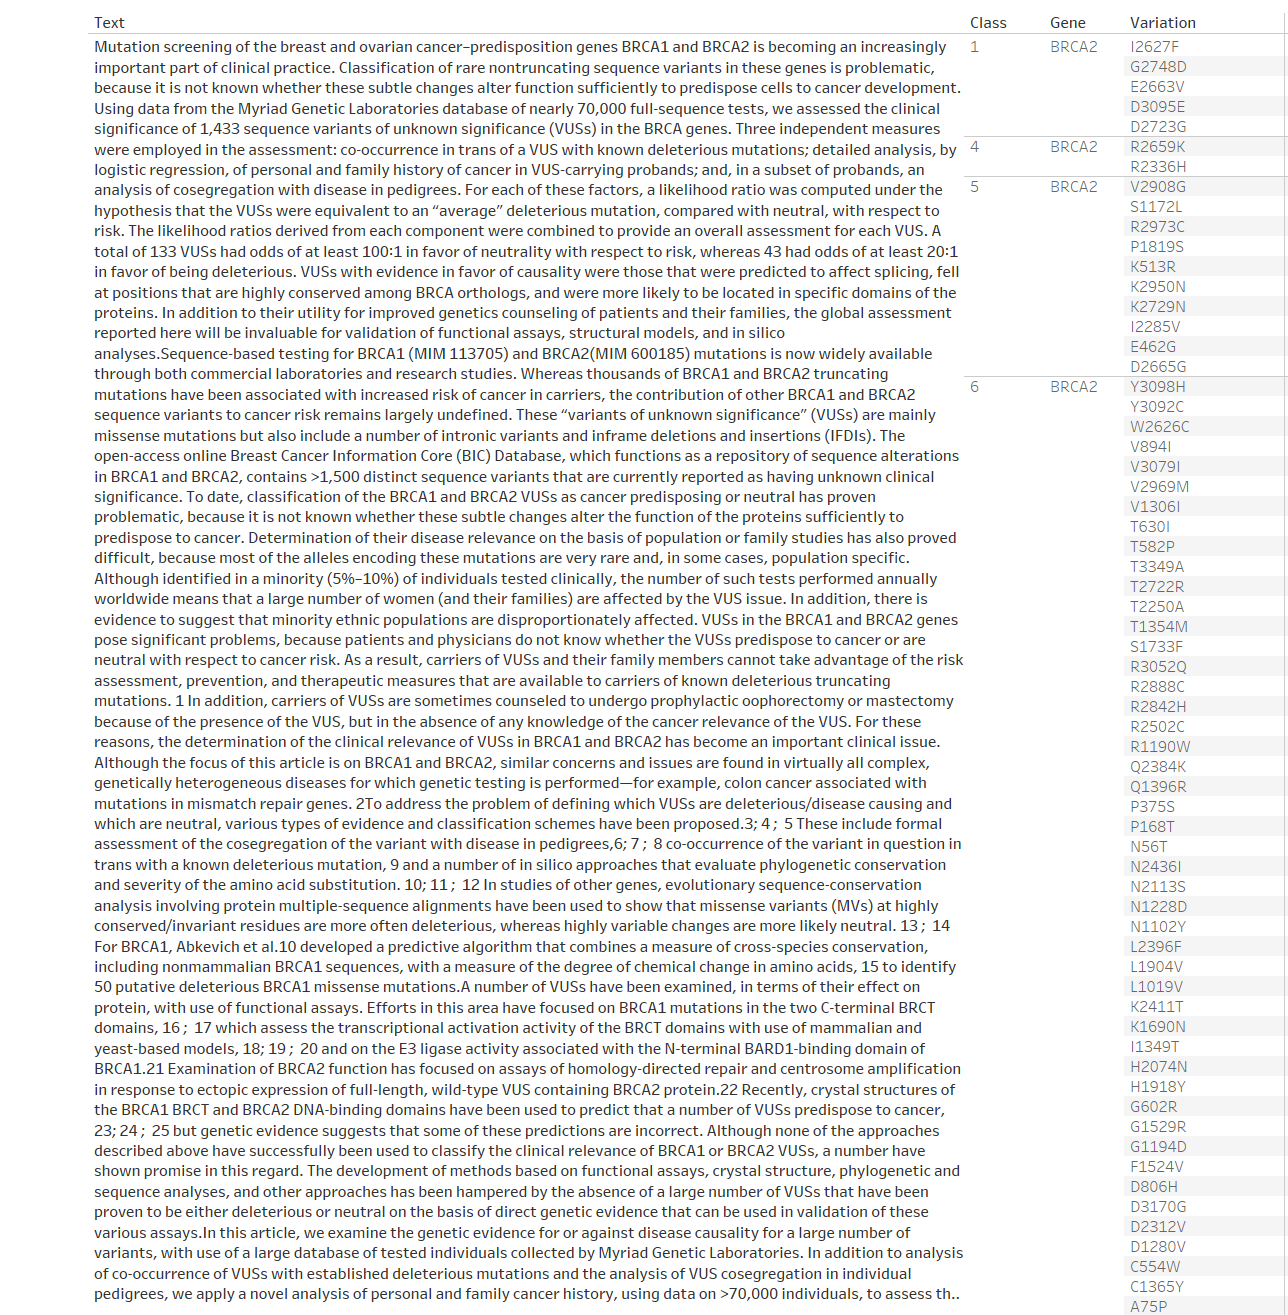 Text
Class Gene Variation
Mutation screening of the breast and ovarian cancer–predisposition genes BRCA1 and BRCA2 is becoming an increasingly
important part of clinical practice. Classification of rare nontruncating sequence variants in these genes is problematic,
because it is not known whether these subtle changes alter function sufficiently to predispose cells to cancer development.
Using data from the Myriad Genetic Laboratories database of nearly 70,000 full-sequence tests, we assessed the clinical
significance of 1,433 sequence variants of unknown significance (VUSs) in the BRCA genes. Three independent measures
were employed in the assessment: co-occurrence in trans of a VUS with known deleterious mutations; detailed analysis, by
logistic regression, of personal and family history of cancer in VUS-carrying probands; and, in a subset of probands, an
analysis of cosegregation with disease in pedigrees. For each of these factors, a likelihood ratio was computed under the
hypothesis that the VUSs were equivalent to an “average” deleterious mutation, compared with neutral, with respect to
risk. The likelihood ratios derived from each component were combined to provide an overall assessment for each VUS. A
total of 133 VUSs had odds of at least 100:1 in favor of neutrality with respect to risk, whereas 43 had odds of at least 20:1
in favor of being deleterious. VUSs with evidence in favor of causality were those that were predicted to affect splicing, fell
at positions that are highly conserved among BRCA orthologs, and were more likely to be located in specific domains of the
proteins. In addition to their utility for improved genetics counseling of patients and their families, the global assessment
reported here will be invaluable for validation of functional assays, structural models, and in silico
analyses.Sequence-based testing for BRCA1 (MIM 113705) and BRCA2(MIM 600185) mutations is now widely available
through both commercial laboratories and research studies. Whereas thousands of BRCA1 and BRCA2 truncating
mutations have been associated with increased risk of cancer in carriers, the contribution of other BRCA1 and BRCA2
sequence variants to cancer risk remains largely undefined. These “variants of unknown significance” (VUSs) are mainly
missense mutations but also include a number of intronic variants and inframe deletions and insertions (IFDIs). The
open-access online Breast Cancer Information Core (BIC) Database, which functions as a repository of sequence alterations
in BRCA1 and BRCA2, contains >1,500 distinct sequence variants that are currently reported as having unknown clinical
significance. To date, classification of the BRCA1 and BRCA2 VUSs as cancer predisposing or neutral has proven
problematic, because it is not known whether these subtle changes alter the function of the proteins sufficiently to
predispose to cancer. Determination of their disease relevance on the basis of population or family studies has also proved
difficult, because most of the alleles encoding these mutations are very rare and, in some cases, population specific.
Although identified in a minority (5%–10%) of individuals tested clinically, the number of such tests performed annually
worldwide means that a large number of women (and their families) are affected by the VUS issue. In addition, there is
evidence to suggest that minority ethnic populations are disproportionately affected. VUSs in the BRCA1 and BRCA2 genes
pose significant problems, because patients and physicians do not know whether the VUSs predispose to cancer or are
neutral with respect to cancer risk. As a result, carriers of VUSs and their family members cannot take advantage of the risk
assessment, prevention, and therapeutic measures that are available to carriers of known deleterious truncating
mutations. 1 In addition, carriers of VUSs are sometimes counseled to undergo prophylactic oophorectomy or mastectomy
because of the presence of the VUS, but in the absence of any knowledge of the cancer relevance of the VUS. For these
reasons, the determination of the clinical relevance of VUSs in BRCA1 and BRCA2 has become an important clinical issue.
Although the focus of this article is on BRCA1 and BRCA2, similar concerns and issues are found in virtually all complex,
genetically heterogeneous diseases for which genetic testing is performed—for example, colon cancer associated with
mutations in mismatch repair genes. 2To address the problem of defining which VUSs are deleterious/disease causing and
which are neutral, various types of evidence and classification schemes have been proposed.3; 4 ; 5 These include formal
assessment of the cosegregation of the variant with disease in pedigrees,6; 7 ; 8 co-occurrence of the variant in question in
trans with a known deleterious mutation, 9 and a number of in silico approaches that evaluate phylogenetic conservation
and severity of the amino acid substitution. 10; 11 ; 12 In studies of other genes, evolutionary sequence-conservation
analysis involving protein multiple-sequence alignments have been used to show that missense variants (MVs) at highly
conserved/invariant residues are more often deleterious, whereas highly variable changes are more likely neutral. 13 ; 14
For BRCA1, Abkevich et al.10 developed a predictive algorithm that combines a measure of cross-species conservation,
including nonmammalian BRCA1 sequences, with a measure of the degree of chemical change in amino acids, 15 to identify
50 putative deleterious BRCA1 missense mutations.A number of VUSs have been examined, in terms of their effect on
protein, with use of functional assays. Efforts in this area have focused on BRCA1 mutations in the two C-terminal BRCT
domains, 16 ; 17 which assess the transcriptional activation activity of the BRCT domains with use of mammalian and
yeast-based models, 18; 19 ; 20 and on the E3 ligase activity associated with the N-terminal BARD1-binding domain of
BRCA1.21 Examination of BRCA2 function has focused on assays of homology-directed repair and centrosome amplification
in response to ectopic expression of full-length, wild-type VUS containing BRCA2 protein.22 Recently, crystal structures of
the BRCA1 BRCT and BRCA2 DNA-binding domains have been used to predict that a number of VUSs predispose to cancer,
23; 24 ; 25 but genetic evidence suggests that some of these predictions are incorrect. Although none of the approaches
described above have successfully been used to classify the clinical relevance of BRCA1 or BRCA2 VUSs, a number have
shown promise in this regard. The development of methods based on functional assays, crystal structure, phylogenetic and
sequence analyses, and other approaches has been hampered by the absence of a large number of VUSs that have been
proven to be either deleterious or neutral on the basis of direct genetic evidence that can be used in validation of these
various assays.In this article, we examine the genetic evidence for or against disease causality for a large number of
variants, with use of a large database of tested individuals collected by Myriad Genetic Laboratories. In addition to analysis
of co-occurrence of VUSs with established deleterious mutations and the analysis of VUS cosegregation in individual
pedigrees, we apply a novel analysis of personal and family cancer history, using data on >70,000 individuals, to assess th..
1 BRCA2 I2627F
G2748D
E2663V
D3095E
D2723G
4 BRCA2 R2659K
R2336H
5 BRCA2 V2908G
S1172L
R2973C
P1819S
K513R
K2950N
K2729N
I2285V
E462G
D2665G
6 BRCA2 Y3098H
Y3092C
W2626C
V894I
V3079I
V2969M
V1306I
T630I
T582P
T3349A
T2722R
T2250A
T1354M
S1733F
R3052Q
R2888C
R2842H
R2502C
R1190W
Q2384K
Q1396R
P375S
P168T
N56T
N2436I
N2113S
N1228D
N1102Y
L2396F
L1904V
L1019V
K2411T
K1690N
I1349T
H2074N
H1918Y
G602R
G1529R
G1194D
F1524V
D806H
D3170G
D2312V
D1280V
C554W
C1365Y
A75P